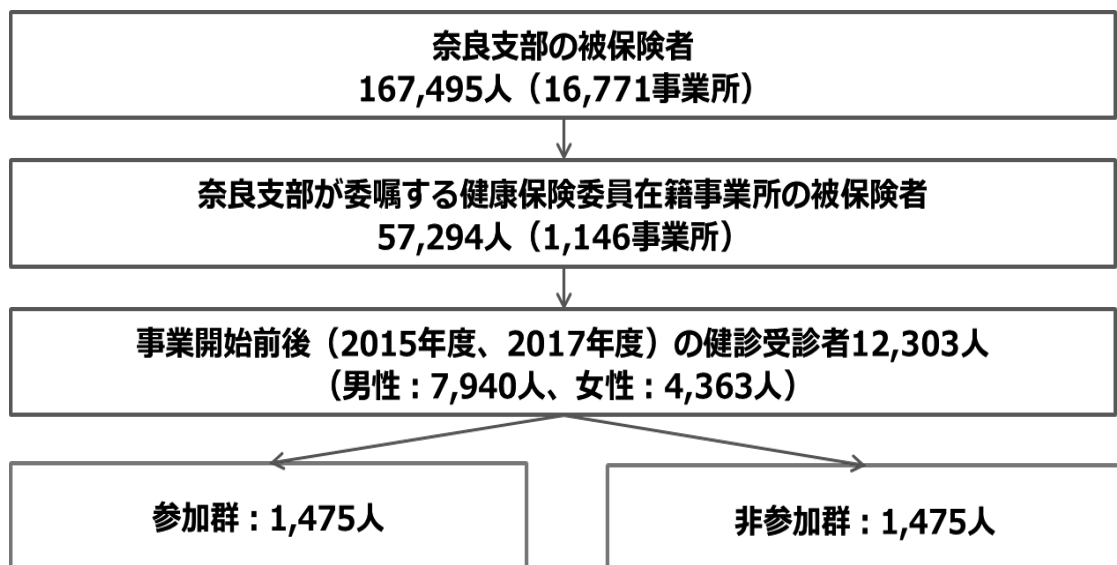 奈良支部の被保険者
167,495人（16,771事業所）
奈良支部が委嘱する健康保険委員在籍事業所の被保険者
57,294人（1,146事業所）
事業開始前後（2015年度、2017年度）の健診受診者12,303人
（男性：7,940人、女性：4,363人）
参加群：1,475人
非参加群：1,475人